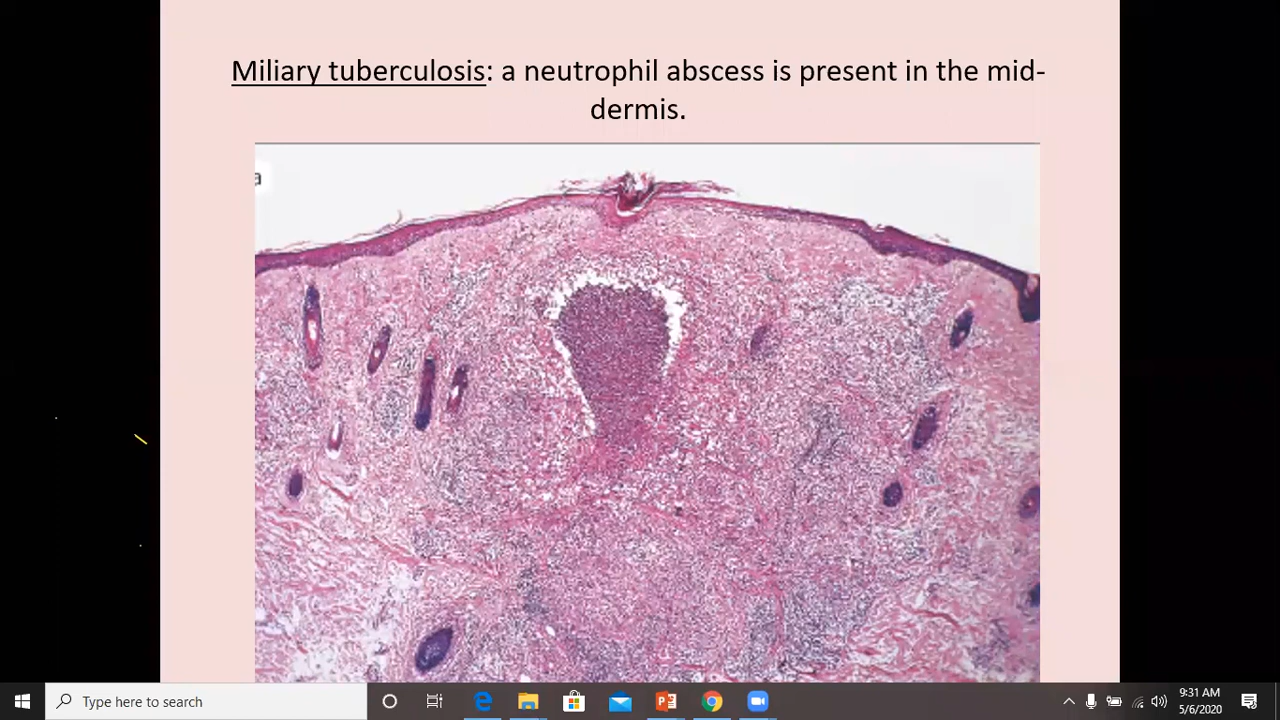 Miliary tuberculosis: a neutrophil abscess is present in the mid-
dermis.
a
Type here to search
9:31 AM
5/6/2020